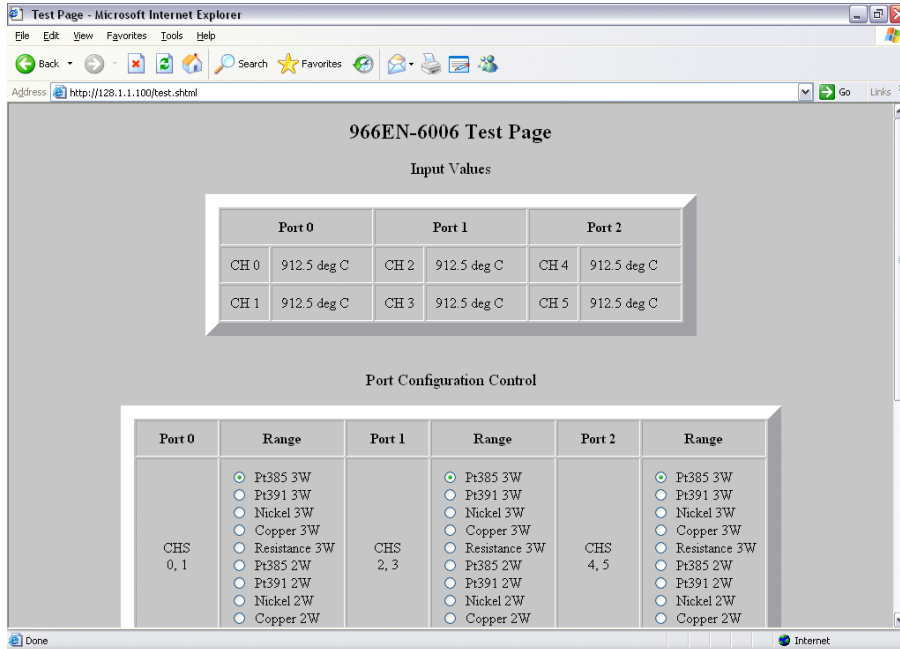 Test Page - Microsoft Internet Explorer
File Edit View Favorites Tools Help
Back Search Favorites
Address http://128.1.1.100/test.shtml Go Links
966EN-6006 Test Page
Input Values
Port 0 Port 1 Port 2
CH 0 912.5 deg C CH 2 912.5 deg C CH 4 912.5 deg C
CH 1 912.5 deg C CH 3 912.5 deg C CH 5 912.5 deg C
Port Configuration Control
Port 0 Range Port 1 Range Port 2 Range
Pt385 3W Pt385 3W Pt385 3W
Pt391 3W Pt391 3W Pt391 3W
Nickel 3W Nickel 3W Nickel 3W
Copper 3W Copper 3W Copper 3W
CHS Resistance 3W CHS Resistance 3W CHS Resistance 3W
0, 1 Pt385 2W 2, 3 Pt385 2W 4, 5 Pt385 2W
Pt391 2W Pt391 2W Pt391 2W
Nickel 2W Nickel 2W Nickel 2W
Copper 2W Copper 2W Copper 2W
Done Internet